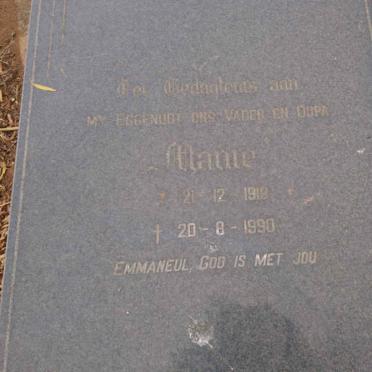 Ter Gedagtenis aan
MY EGGENOOT ONS VADER EN OUPA
Manie
* 21-12-1919
† 20-8-1990
EMMANEUL, GOD IS MET JOU